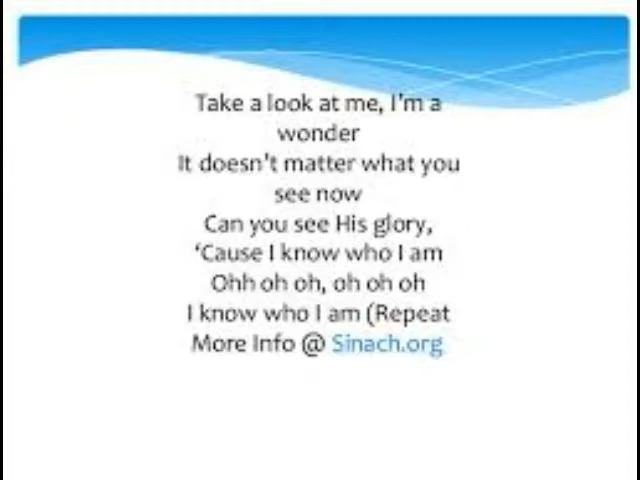 Take a look at me, I'm a
wonder
It doesn't matter what you
see now
Can you see His glory,
‘Cause I know who I am
Ohh oh oh, oh oh oh
I know who I am (Repeat
More Info @ Sinach.org